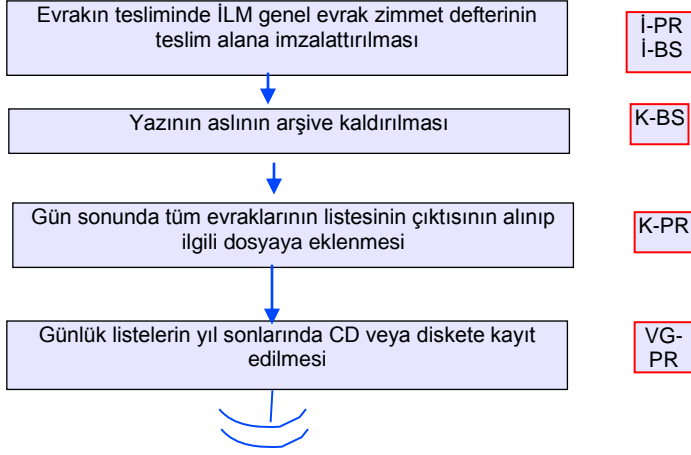 Evrakın tesliminde İLM genel evrak zimmet defterinin
teslim alana imzalattırılması
İ-PR
İ-BS
Yazının aslının arşive kaldırılması
K-BS
Gün sonunda tüm evraklarının listesinin çıktısının alınıp
ilgili dosyaya eklenmesi
K-PR
Günlük listelerin yıl sonlarında CD veya diskete kayıt
edilmesi
VG-
PR